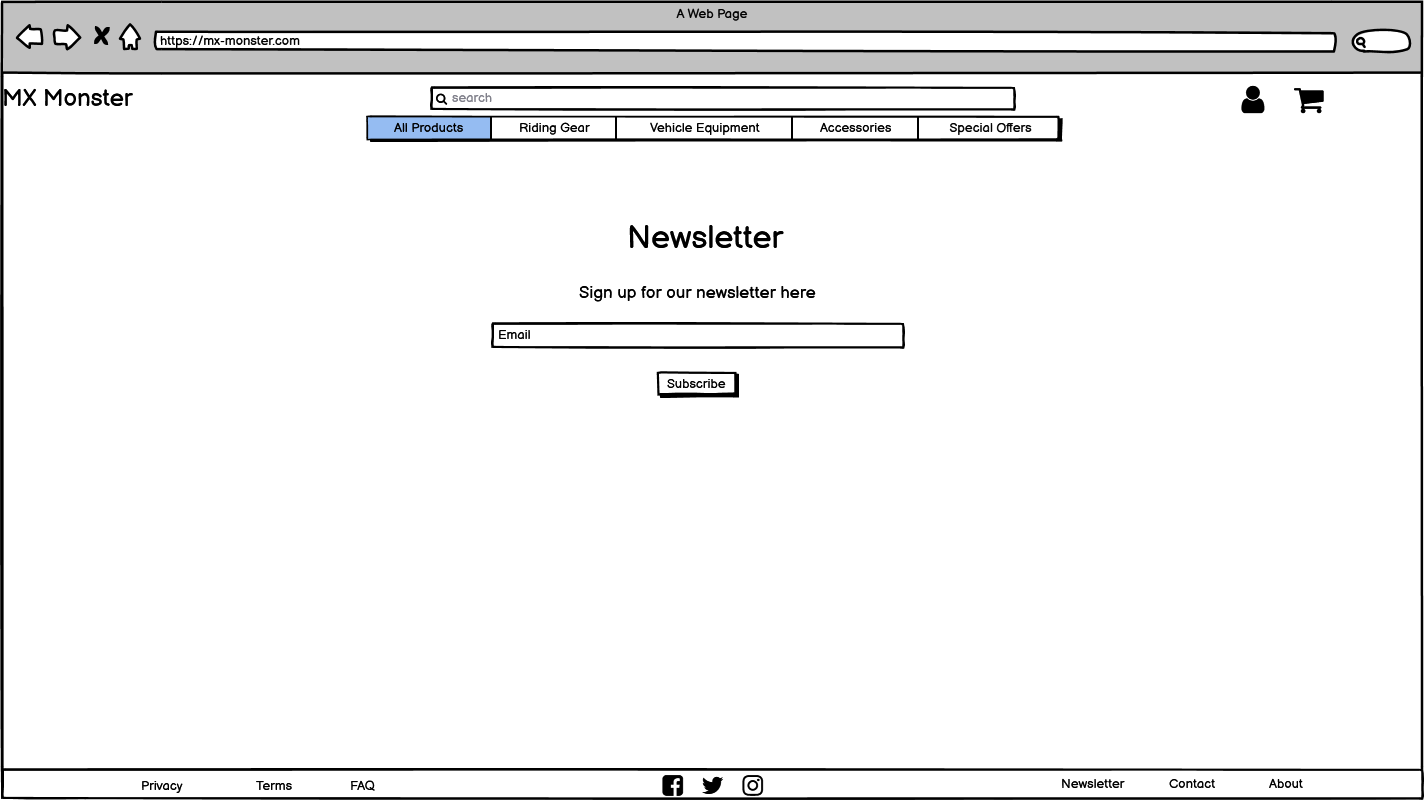 A Web Page
https://mx-monster.com
MX Monster
search
All Products Riding Gear Vehicle Equipment Accessories Special Offers
Newsletter
Sign up for our newsletter here
Email
Subscribe
Privacy Terms FAQ Newsletter Contact About